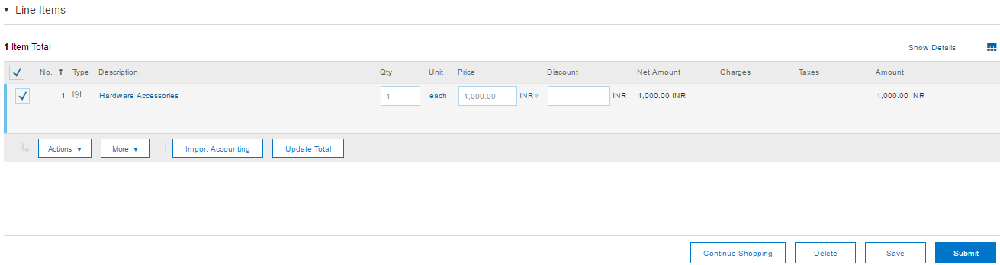 Line Items
1 Item Total
Show Details
No. ↑ Type Description Qty Unit Price Discount Net Amount Charges Taxes Amount
1 Hardware Accessories 1 each 1,000.00 INR INR 1,000.00 INR 1,000.00 INR
Actions More Import Accounting Update Total
Continue Shopping Delete Save Submit